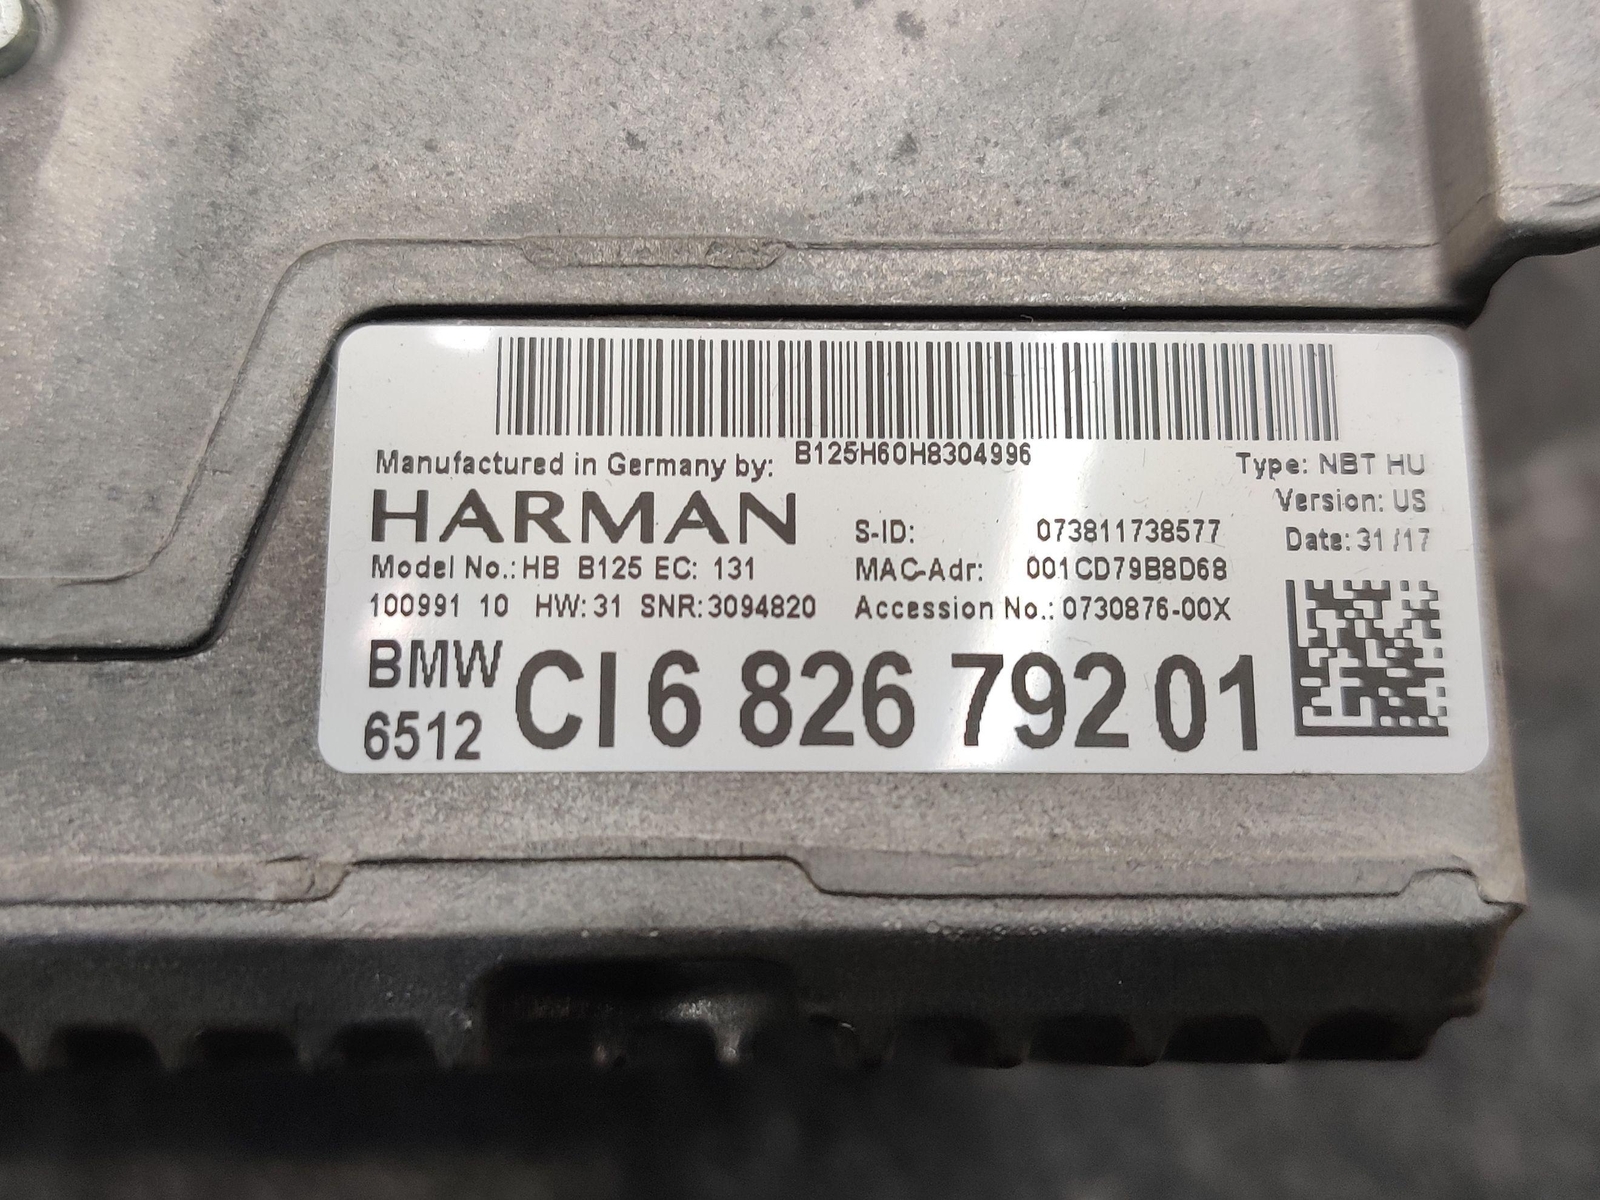 B125H60H8304996
Manufactured in Germany by:
HARMAN
Model No.: HB B125 EC: 131
100991 10 HW: 31 SNR: 3094820
S-ID: 073811738577
MAC-Adr: 001CD79B8D68
Accession No.: 0730876-00X
Type: NBT HU
Version: US
Date: 31/17
BMW
6512
CI 6 826 792 01